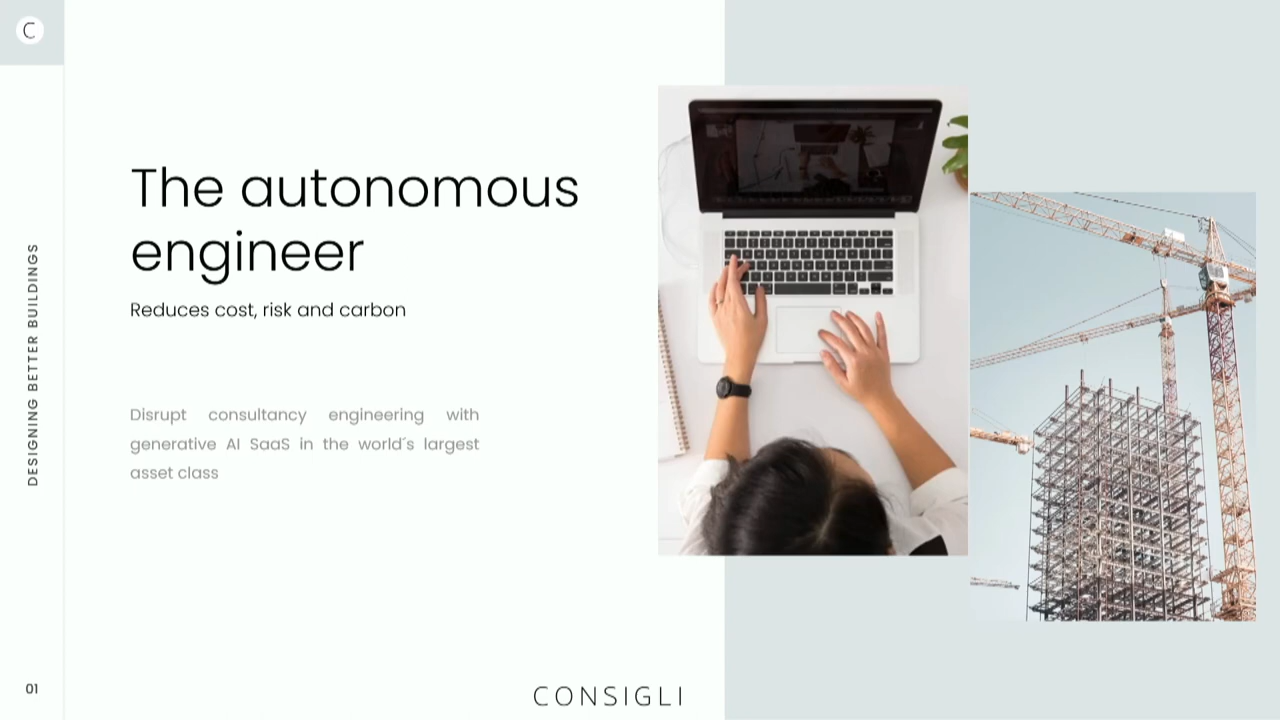 C
The autonomous
engineer
Reduces cost, risk and carbon
Disrupt consultancy engineering with
generative AI SaaS in the world´s largest
asset class
DESIGNING BETTER BUILDINGS
01
CONSIGLI